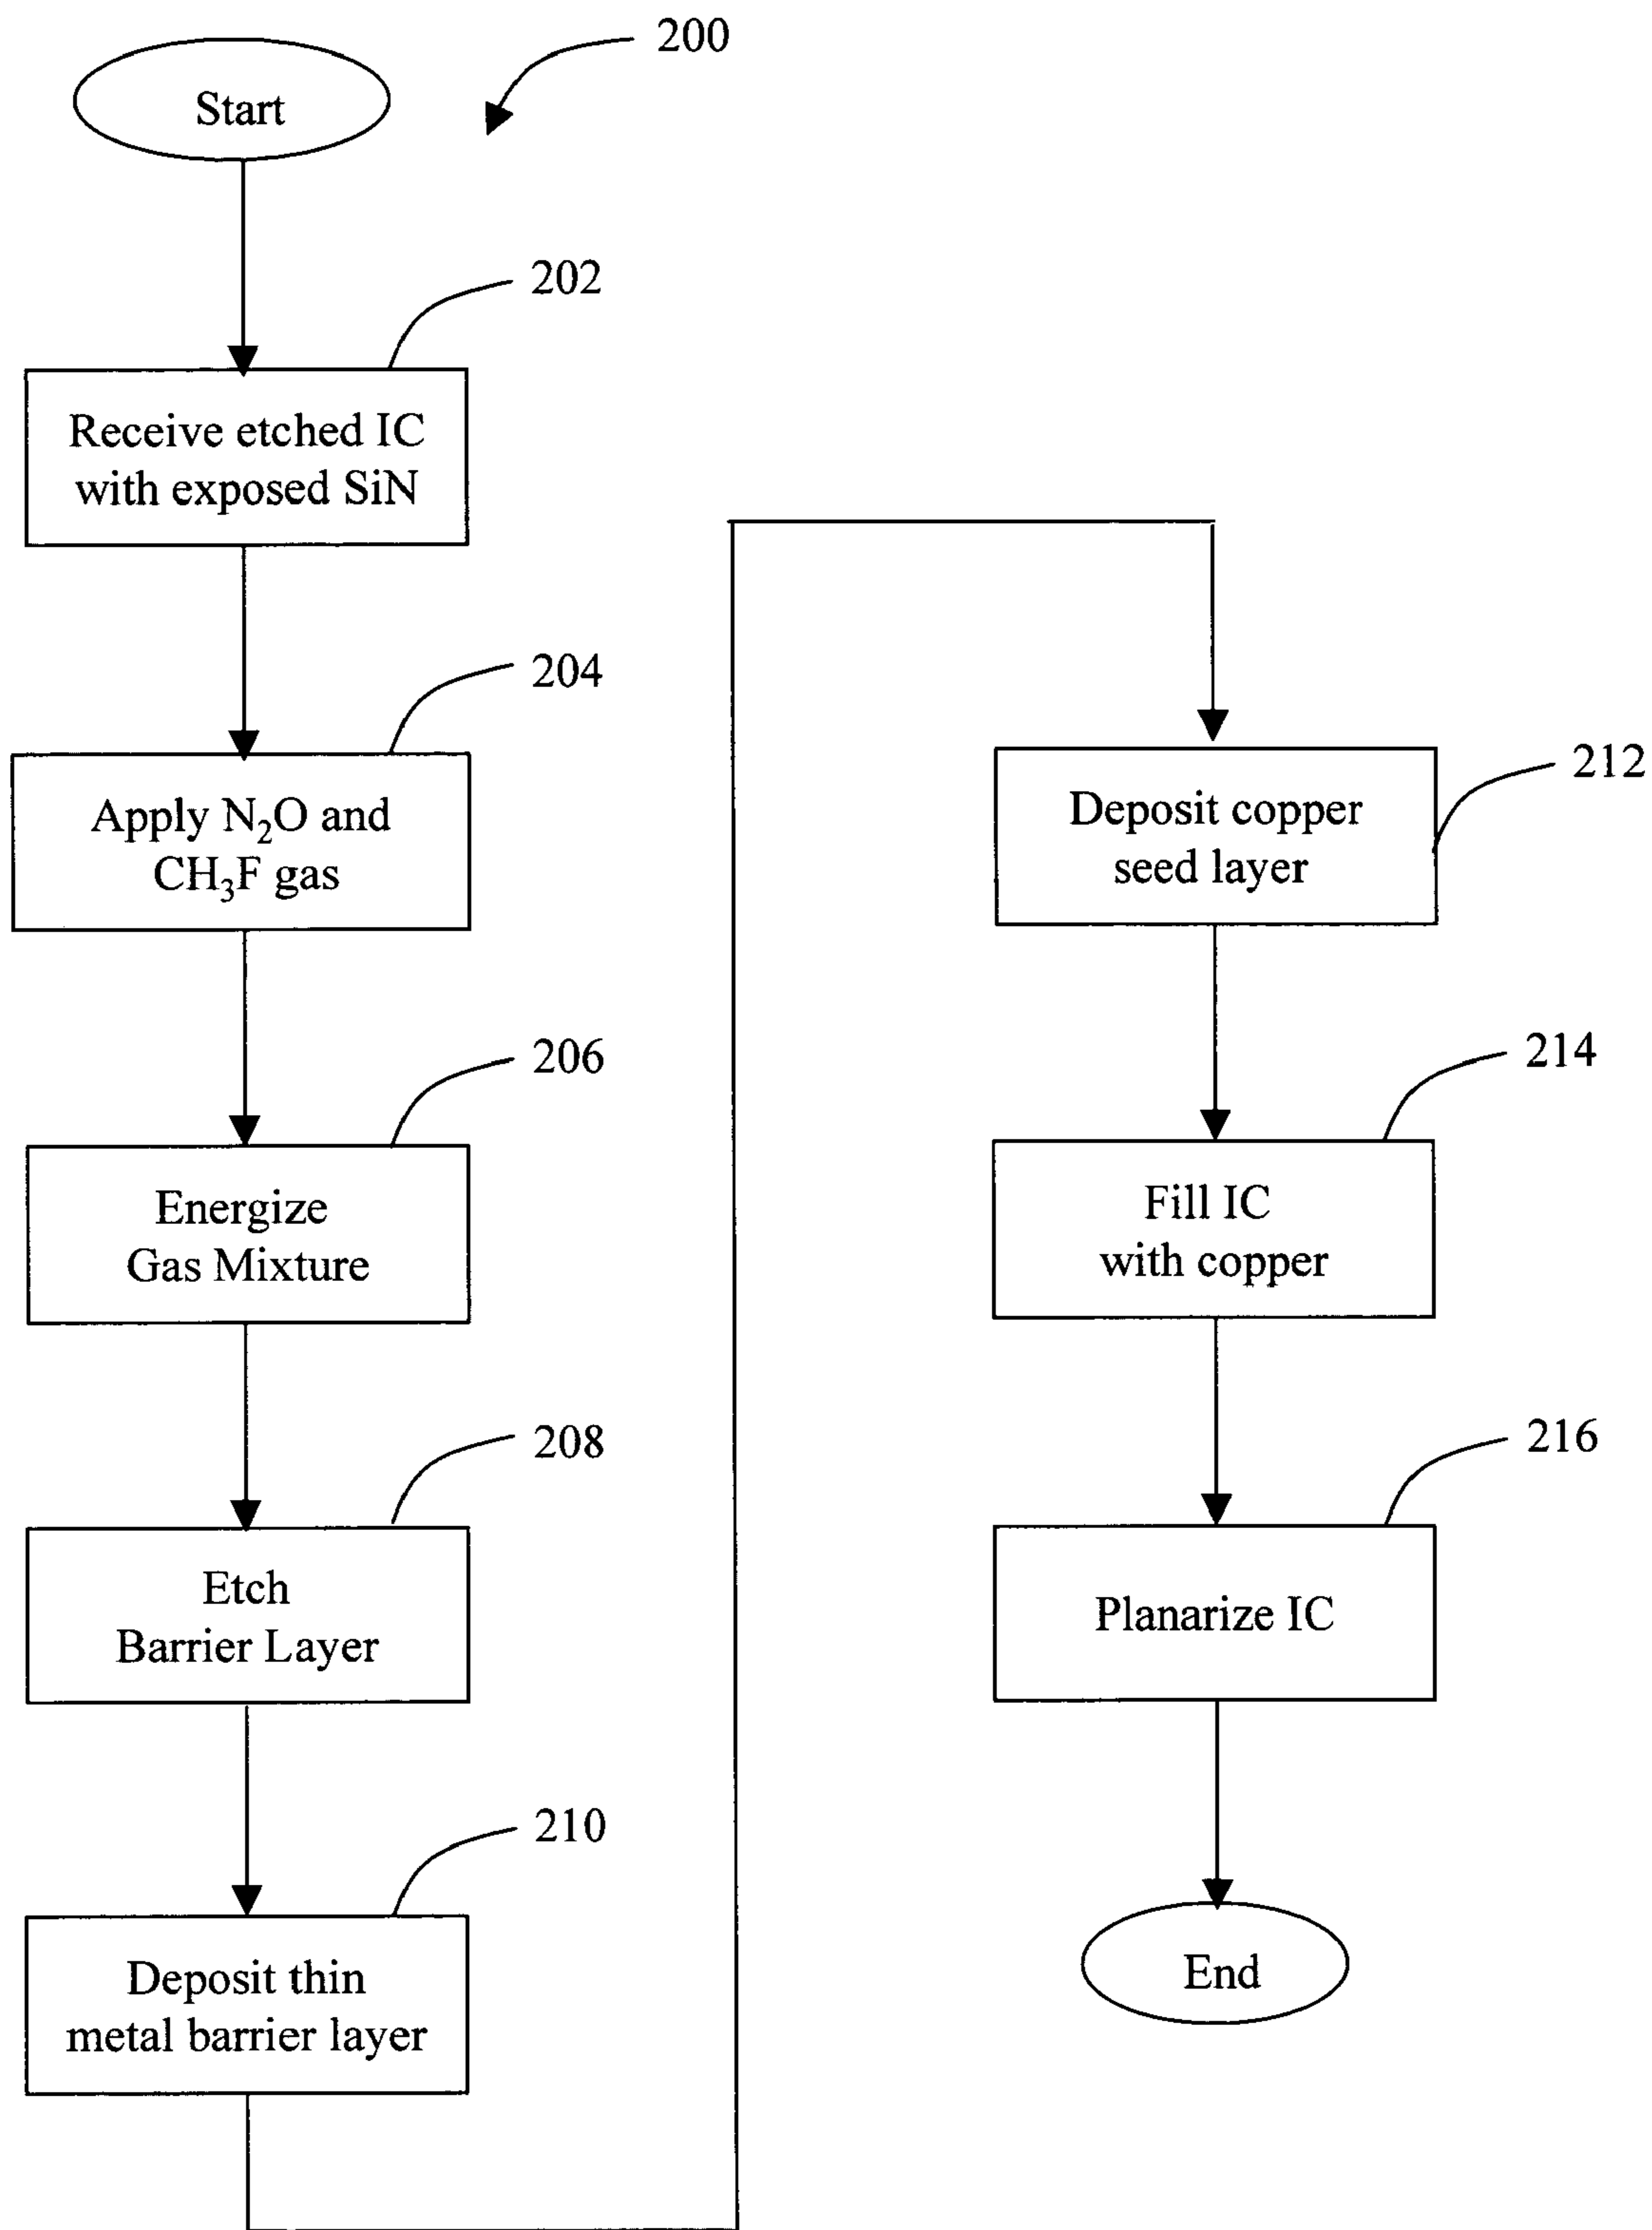 200
Start
202
Receive etched IC
with exposed SiN
204
Apply N₂O and
CH₃F gas
206
Energize
Gas Mixture
208
Etch
Barrier Layer
210
Deposit thin
metal barrier layer
212
Deposit copper
seed layer
214
Fill IC
with copper
216
Planarize IC
End